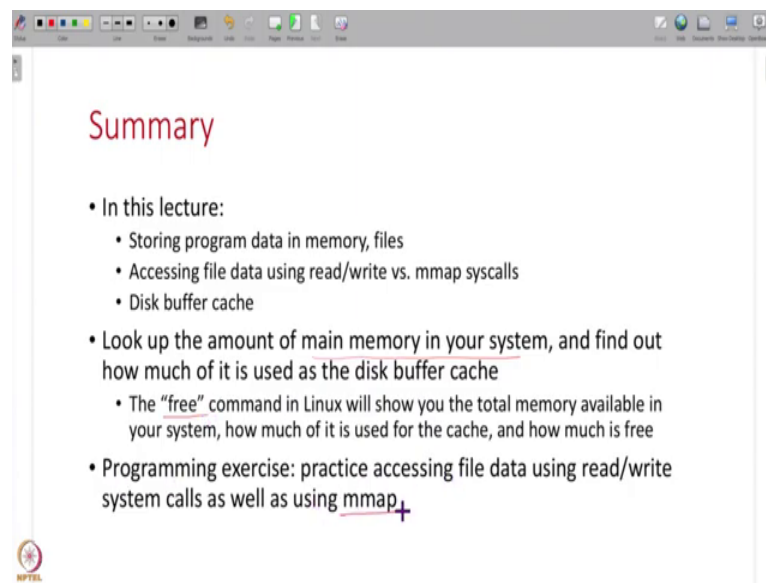 Summary
• In this lecture:
• Storing program data in memory, files
• Accessing file data using read/write vs. mmap syscalls
• Disk buffer cache
• Look up the amount of main memory in your system, and find out
how much of it is used as the disk buffer cache
• The “free” command in Linux will show you the total memory available in
your system, how much of it is used for the cache, and how much is free
• Programming exercise: practice accessing file data using read/write
system calls as well as using mmap
NPTEL